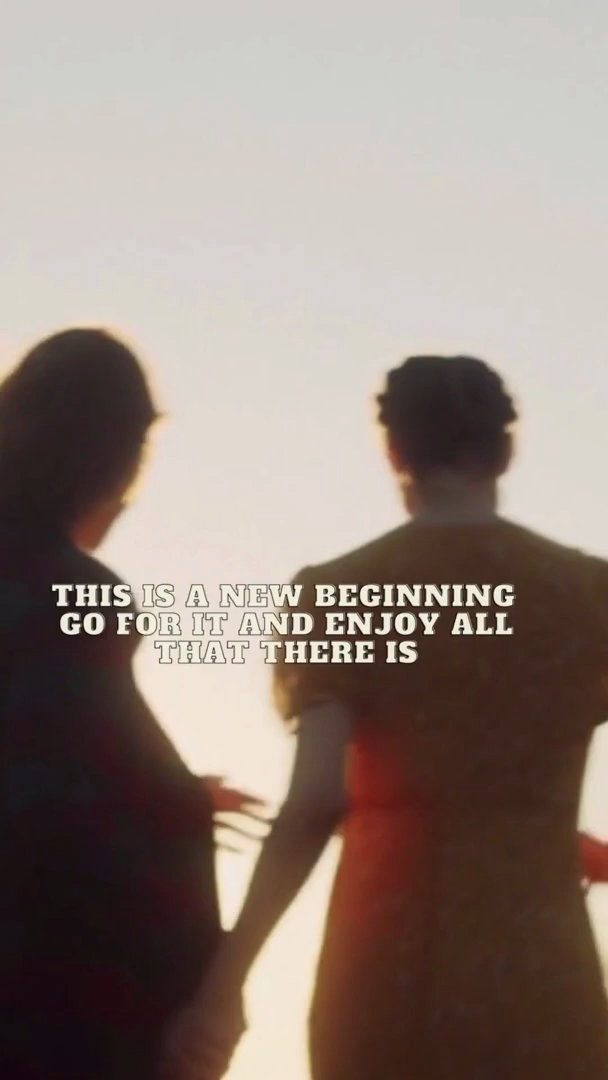 THIS IS A NEW BEGINNING
GO FOR IT AND ENJOY ALL
THAT THERE IS